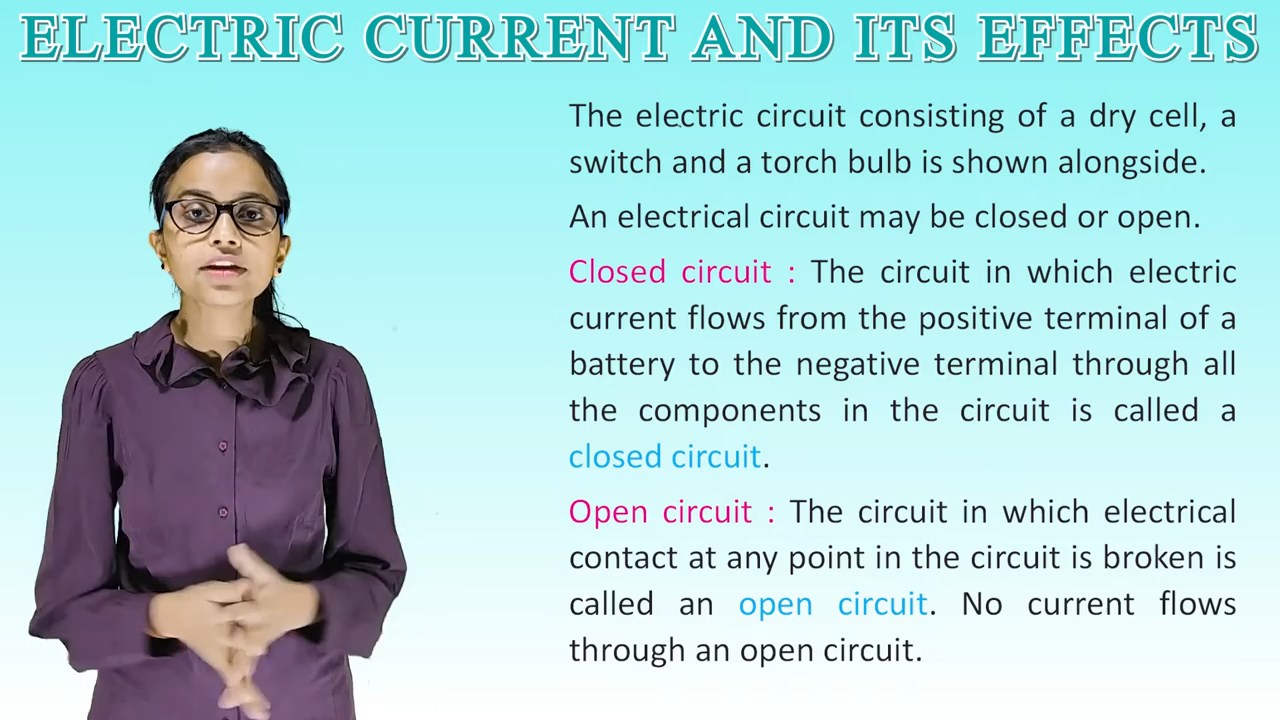 ELECTRIC CURRENT AND ITS EFFECTS
The electric circuit consisting of a dry cell, a
switch and a torch bulb is shown alongside.
An electrical circuit may be closed or open.
Closed circuit : The circuit in which electric
current flows from the positive terminal of a
battery to the negative terminal through all
the components in the circuit is called a
closed circuit.
Open circuit : The circuit in which electrical
contact at any point in the circuit is broken is
called an open circuit. No current flows
through an open circuit.